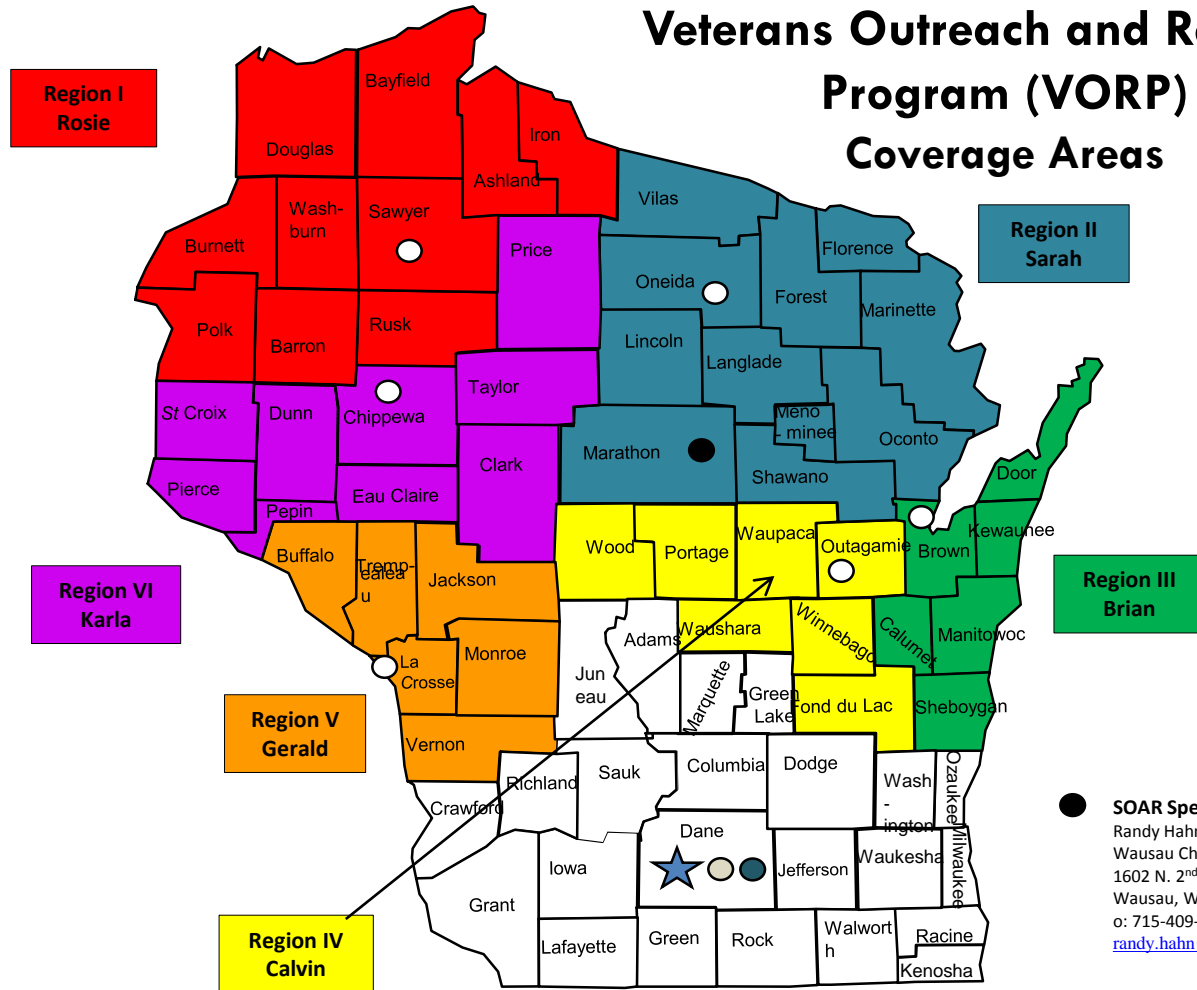 Veterans Outreach and Re
Program (VORP)
Coverage Areas
Region I
Rosie
Region II
Sarah
Region III
Brian
Region VI
Karla
Region V
Gerald
Region IV
Calvin
Douglas
Bayfield
Iron
Ashland
Vilas
Burnett
Wash-
burn
Sawyer
Price
Florence
Oneida
Forest
Marinette
Polk
Barron
Rusk
Lincoln
Langlade
Taylor
St Croix
Dunn
Chippewa
Meno
- minee
Oconto
Marathon
Clark
Shawano
Door
Pierce
Eau Claire
Pepin
Kewaunee
Wood
Portage
Waupaca
Outagamie
Brown
Buffalo
Tremp-
ealea
u
Jackson
Adams
Waushara
Winnebago
Calumet
Manitowoc
La
Crosse
Monroe
Jun
eau
Marquette
Green
Lake
Fond du Lac
Sheboygan
Vernon
Richland
Sauk
Columbia
Dodge
Wash
-
ington
Ozaukee
Crawford
Dane
Milwaukee
Iowa
Jefferson
Waukesha
Grant
Lafayette
Green
Rock
Walwort
h
Racine
Kenosha
SOAR Spe
Randy Hahn
Wausau Ch
1602 N. 2nd
Wausau, W
o: 715-409-
randy.hahn